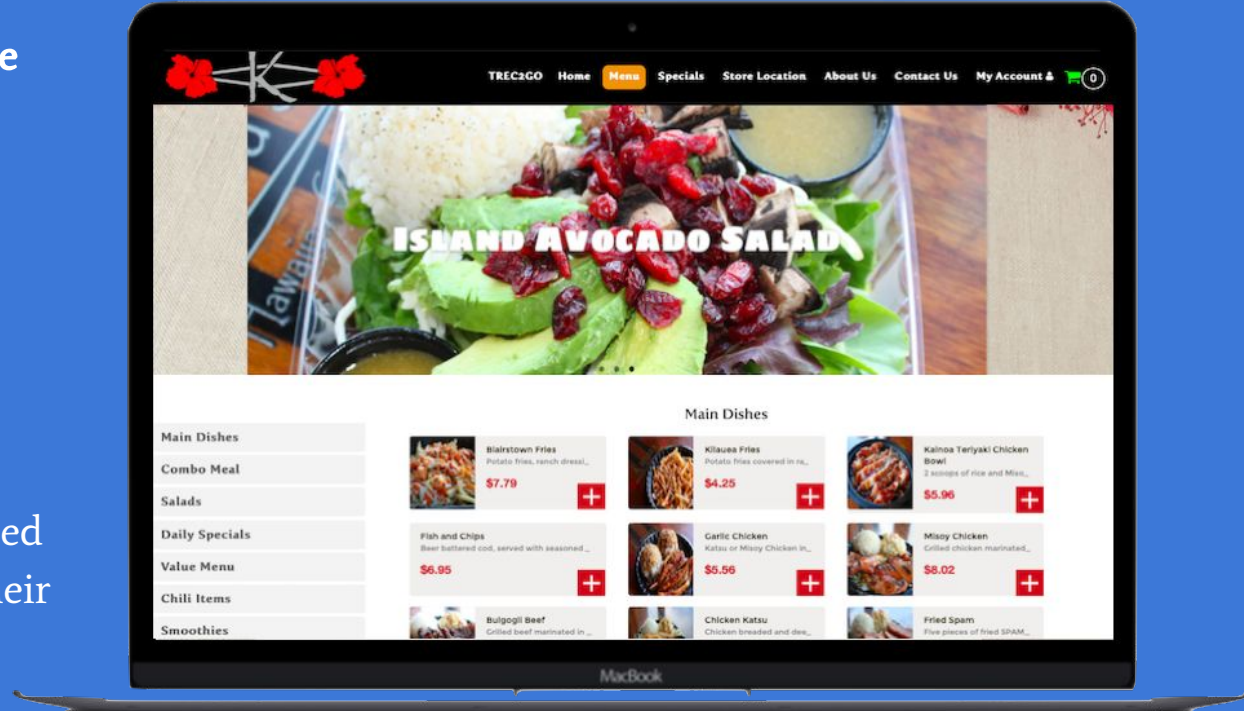 e
ed
eir
K
TREC2GO Home Menu Specials Store Location About Us Contact Us My Account 0
Hawaiia
ISLAND AVOCADO SALAD
Main Dishes
Combo Meal
Salads
Daily Specials
Value Menu
Chili Items
Smoothies
Main Dishes
Blairstown Fries
Potato fries, ranch dressi...
$7.79
Kilauea Fries
Potato fries covered in ra...
$4.25
Kainoa Teriyaki Chicken
Bowl
2 scoops of rice and Miso...
$5.96
Fish and Chips
Beer battered cod, served with seasoned ...
$6.95
Garlic Chicken
Katsu or Misoy Chicken in...
$5.56
Misoy Chicken
Grilled chicken marinated...
$8.02
Bulgogli Beef
Grilled beef marinated in ...
Chicken Katsu
Chicken breaded and dee...
Fried Spam
Five pieces of fried SPAM...
MacBook